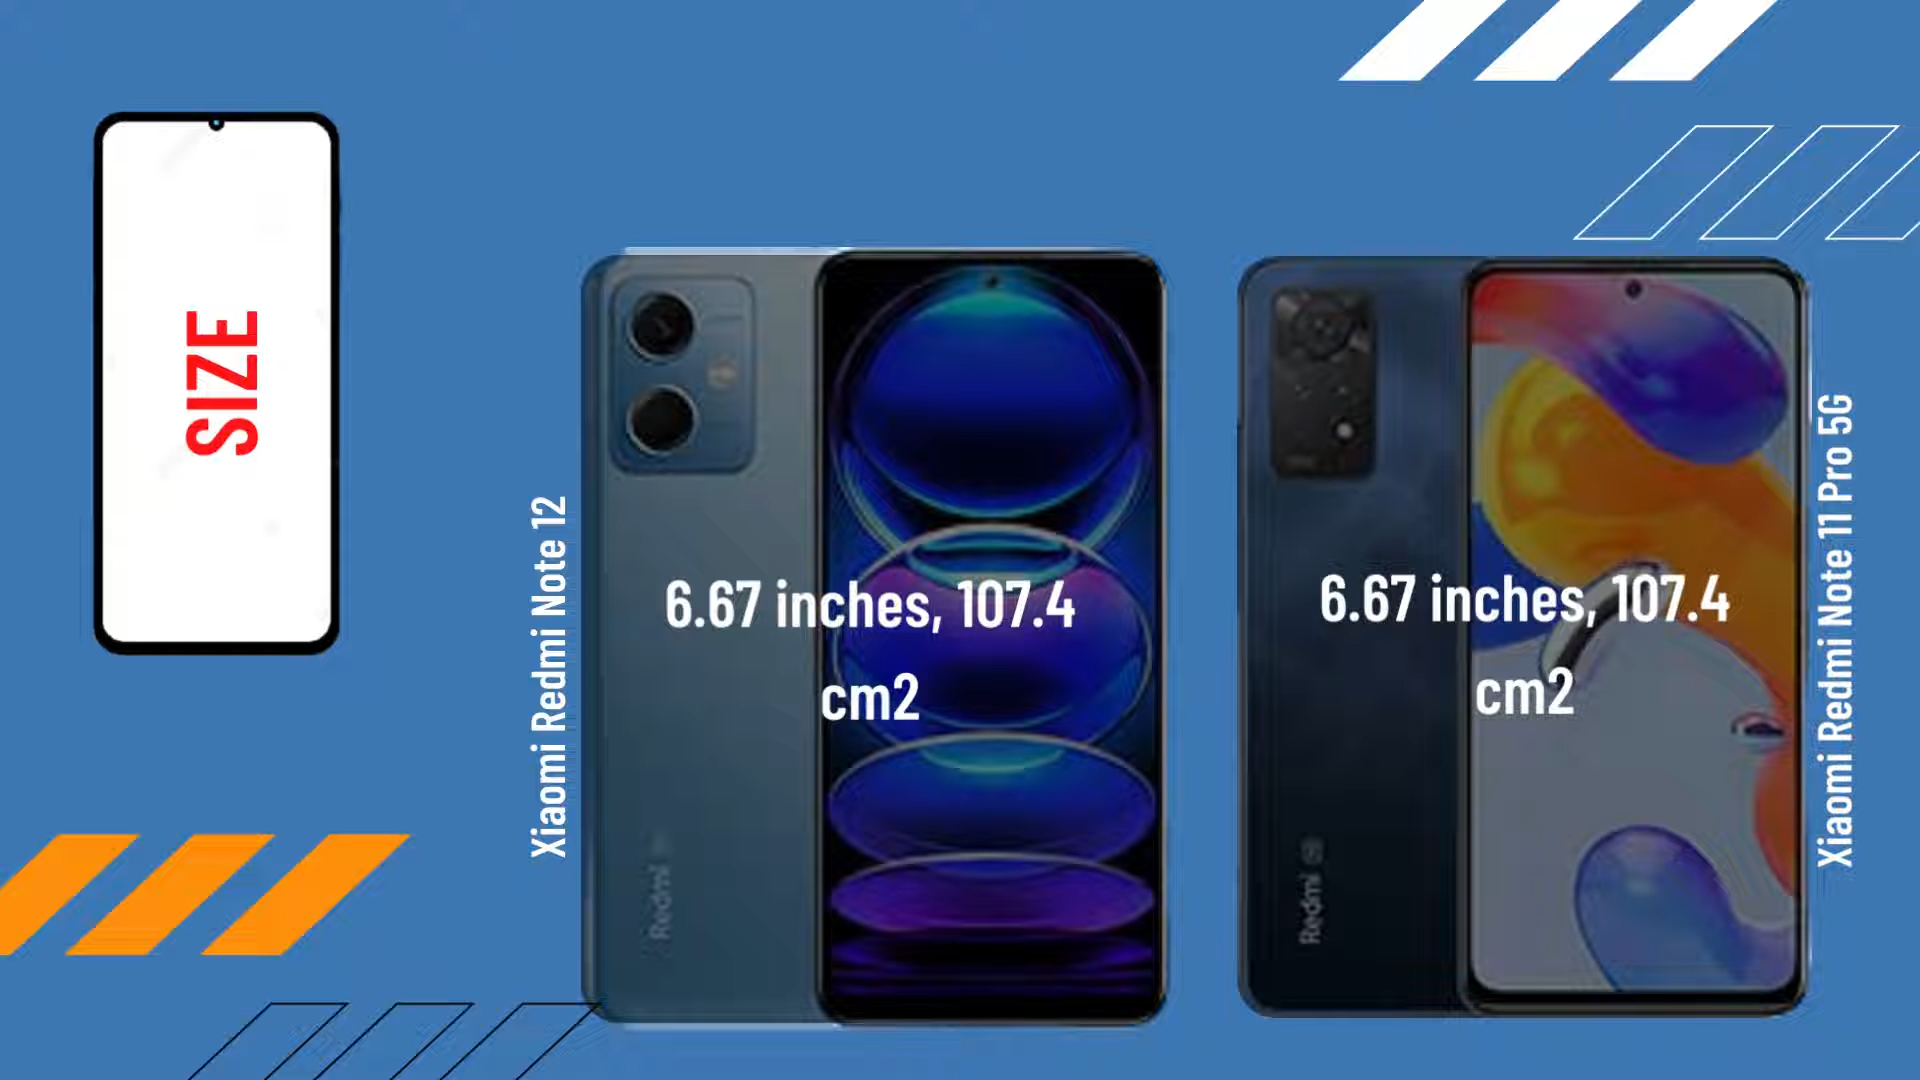 SIZE
Xiaomi Redmi Note 12
6.67 inches, 107.4
cm2
Redmi
6.67 inches, 107.4
cm2
Redmi
Xiaomi Redmi Note 11 Pro 5G